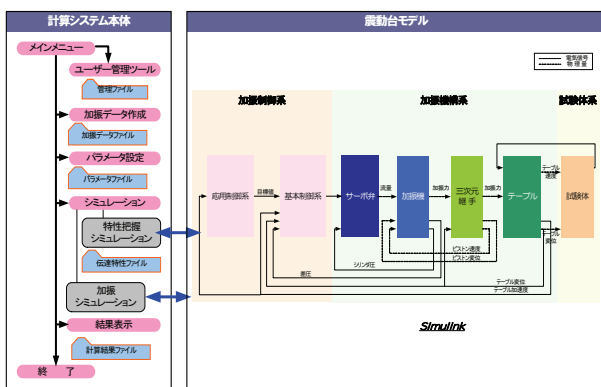 計算システム本体
メインメニュー
ユーザー管理ツール
管理ファイル
加振データ作成
加振データファイル
パラメータ設定
パラメータファイル
シミュレーション
特性把握
シミュレーション
伝達特性ファイル
加振
シミュレーション
結果表示
計算結果ファイル
終 了
震動台モデル
電気信号
物理量
加振制御系
加振機構系
試験体系
応用制御系
目標値
基本制御系
サーボ弁
流量
加振機
加振力
三次元
継手
加振力
テーブル
テーブル
速度
試験体
テーブル
変位
ピストン速度
ピストン変位
シリンダ圧
差圧
テーブル変位
テーブル加速度
Simulink